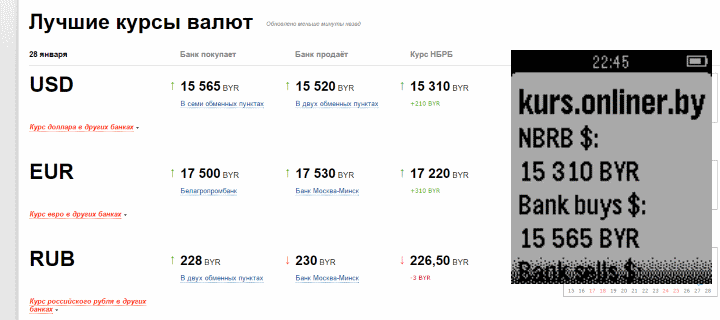 Лучшие курсы валют
Обновлено меньше минуты назад
28 января Банк покупает Банк продаёт Курс НБРБ
USD ↑ 15 565 BYR ↑ 15 520 BYR ↑ 15 310 BYR
В семи обменных пунктах В двух обменных пунктах +210 BYR
Курс доллара в других банках
EUR ↑ 17 500 BYR ↑ 17 530 BYR ↑ 17 220 BYR
Белагропромбанк Банк Москва-Минск +310 BYR
Курс евро в других банках
RUB ↑ 228 BYR ↓ 230 BYR ↓ 226,50 BYR
В двух обменных пунктах Банк Москва-Минск -3 BYR
Курс российского рубля в других
банках
22:45
kurs.onliner.by
NBRB $:
15 310 BYR
Bank buys $:
15 565 BYR
Bank sells $:
15 16 17 18 19 20 21 22 23 24 25 26 27 28